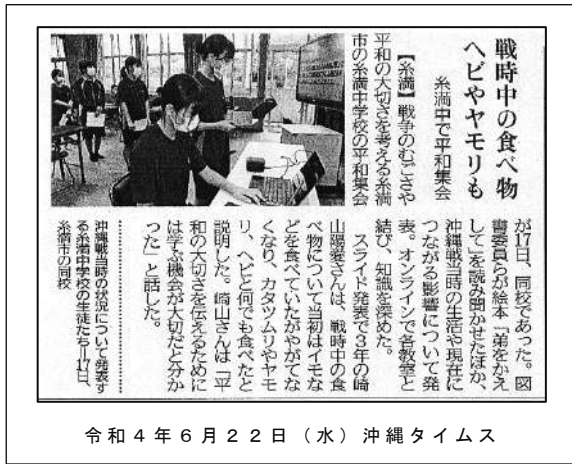 戦時中の食べ物
ヘビやヤモリも
糸満中で平和集会
【糸満】戦争のむごさや
平和の大切さを考える糸満
市の糸満中学校の平和集会
が17日、同校であった。図
書委員らが絵本「弟をかえ
して」を読み聞かせたほか、
沖縄戦当時の生活や現在に
つながる影響について発
表。オンラインで各教室と
結び、知識を深めた。
スライド発表で3年の崎
山陽愛さんは、戦時中の食
べ物について当初はイモな
どを食べていたがやがてな
くなり、カタツムリやヤモ
リ、ヘビと何でも食べたと
説明した。崎山さんは「平
和の大切さを伝えるために
は学ぶ機会が大切だと分か
った」と話した。
沖縄戦当時の状況について発表す
る糸満中学校の生徒たち＝17日、
糸満市の同校
令和4年6月22日（水）沖縄タイムス